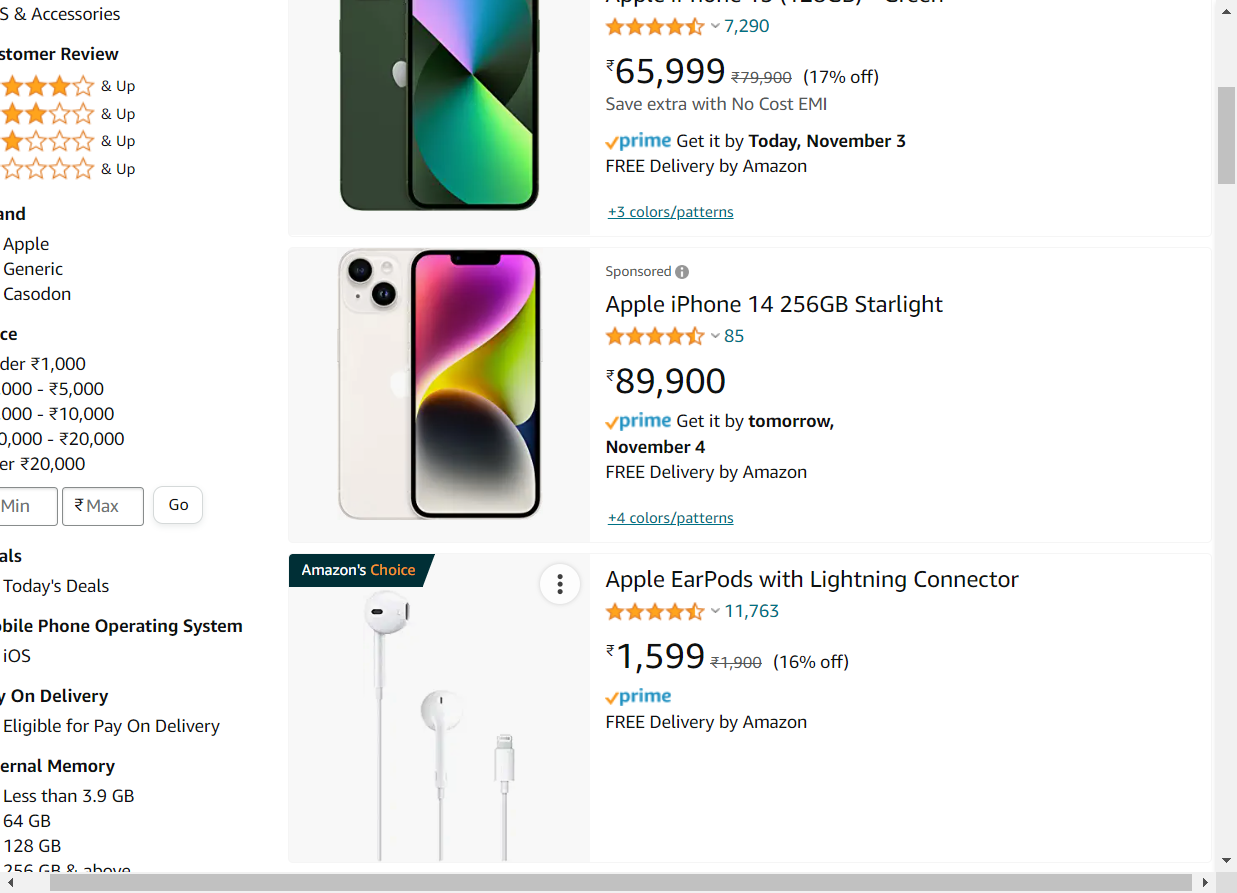 S & Accessories
stomer Review
& Up
& Up
& Up
& Up
and
Apple
Generic
Casodon
ce
der ₹1,000
,000 - ₹5,000
,000 - ₹10,000
0,000 - ₹20,000
er ₹20,000
Min ₹ Max Go
als
Today's Deals
obile Phone Operating System
iOS
y On Delivery
Eligible for Pay On Delivery
ernal Memory
Less than 3.9 GB
64 GB
128 GB
256 GB & above
Apple iPhone 13 (128GB) - Green
7,290
₹65,999 ₹79,900 (17% off)
Save extra with No Cost EMI
prime Get it by Today, November 3
FREE Delivery by Amazon
+3 colors/patterns
Sponsored
Apple iPhone 14 256GB Starlight
85
₹89,900
prime Get it by tomorrow,
November 4
FREE Delivery by Amazon
+4 colors/patterns
Amazon's Choice
Apple EarPods with Lightning Connector
11,763
₹1,599 ₹1,900 (16% off)
prime
FREE Delivery by Amazon